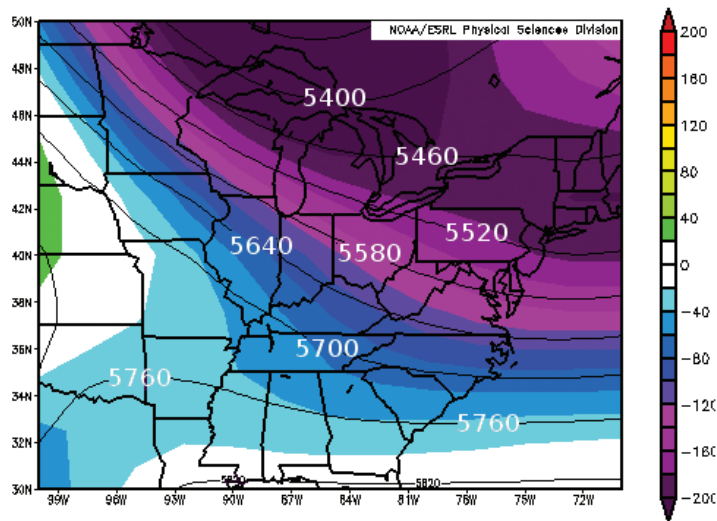 NOAA/ESRL Physical Sciences Division
50N
48N
46N
44N
42N
40N
38N
36N
34N
32N
30N
99W
96W
93W
90W
87W
84W
81W
78W
75W
72W
5400
5460
5520
5580
5640
5700
5760
5760
5820
5820
200
160
120
80
40
0
-40
-80
-120
-160
-200